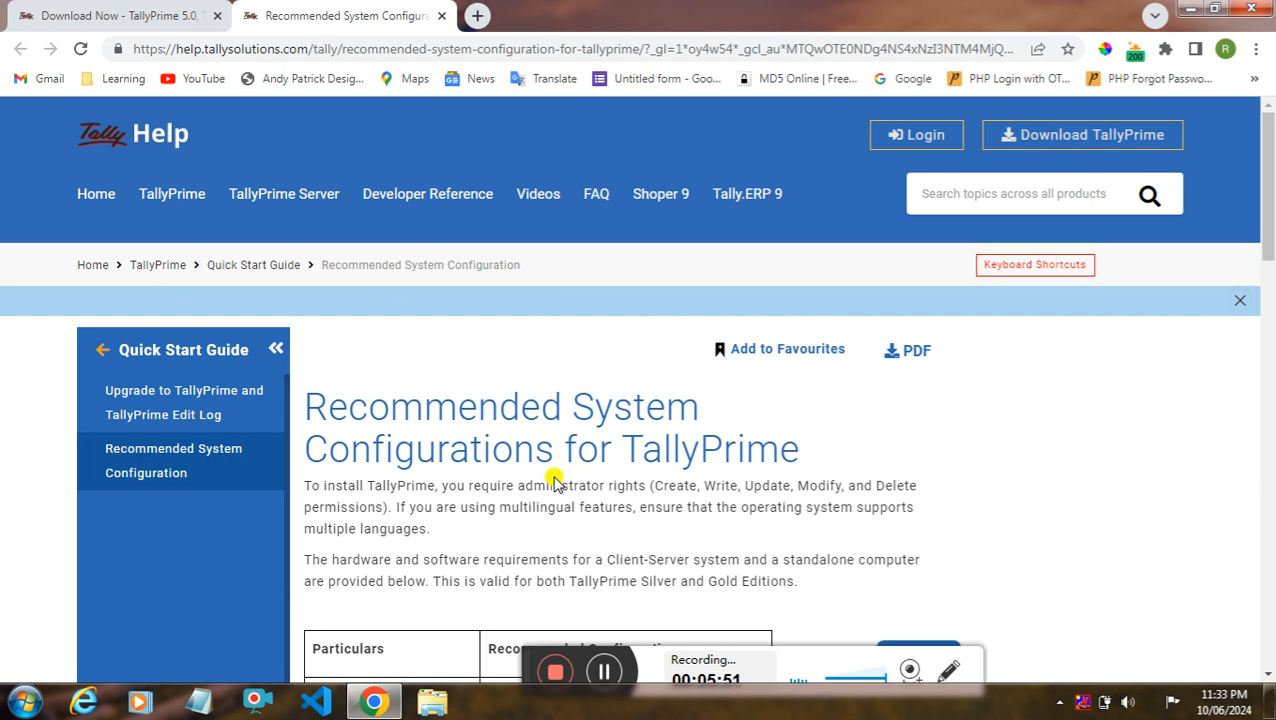 Download Now - TallyPrime 5.0,
Recommended System Configura
https://help.tallysolutions.com/tally/recommended-system-configuration-for-tallyprime/?_gl=1*oy4w54*_gcl_au*MTQwOTE0NDg4NS4xNzI3NTM4MjQ...
R
Gmail
Learning
YouTube
Andy Patrick Desig...
Maps
News
Translate
Untitled form - Goo...
MD5 Online | Free...
Google
PHP Login with OT...
PHP Forgot Passwo...
200
Tally Help
Login
Download TallyPrime
Home
TallyPrime
TallyPrime Server
Developer Reference
Videos
FAQ
Shoper 9
Tally.ERP 9
Search topics across all products
Home > TallyPrime > Quick Start Guide > Recommended System Configuration
Keyboard Shortcuts
Quick Start Guide
Upgrade to TallyPrime and
TallyPrime Edit Log
Recommended System
Configuration
Add to Favourites
PDF
Recommended System
Configurations for TallyPrime
To install TallyPrime, you require administrator rights (Create, Write, Update, Modify, and Delete
permissions). If you are using multilingual features, ensure that the operating system supports
multiple languages.
The hardware and software requirements for a Client-Server system and a standalone computer
are provided below. This is valid for both TallyPrime Silver and Gold Editions.
Particulars
Recording...
00:05:51
11:33 PM
10/06/2024